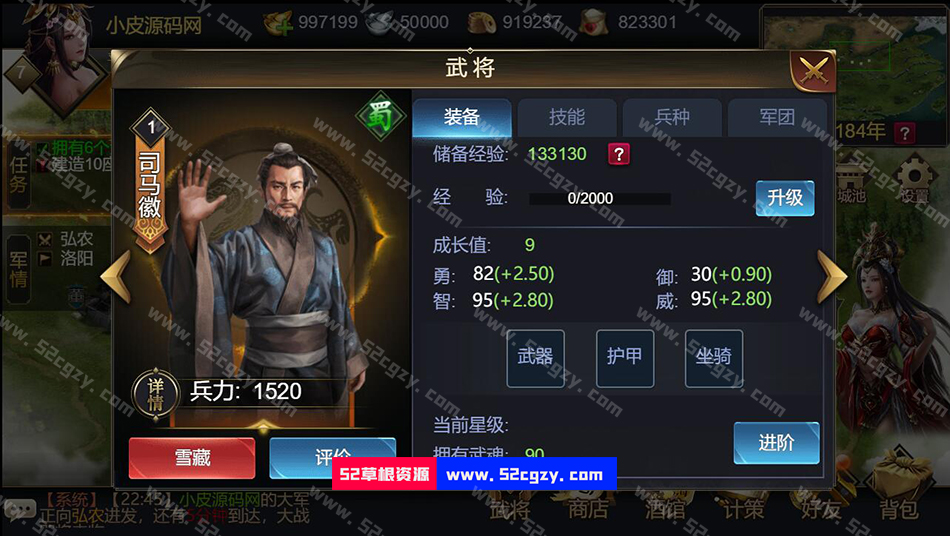 小皮源码网
997199
50000
919237
823301
7
武将
184年
?
任务
拥有6个
建造10座
军情
弘农
洛阳
城池
设置
1
司马徽
蜀
详情
兵力: 1520
雪藏
评价
装备
技能
兵种
军团
储备经验: 133130
?
经 验: 0/2000
升级
成长值: 9
勇: 82(+2.50)
御: 30(+0.90)
智: 95(+2.80)
威: 95(+2.80)
武器
护甲
坐骑
当前星级:
拥有武魂: 90
进阶
52草根资源
www.52cgzy.com
【系统】【22:45】小皮源码网的大军
正向弘农进发，还有5分钟到达，大战
武将
商店
酒馆
计策
好友
背包
www.52cgzy.com